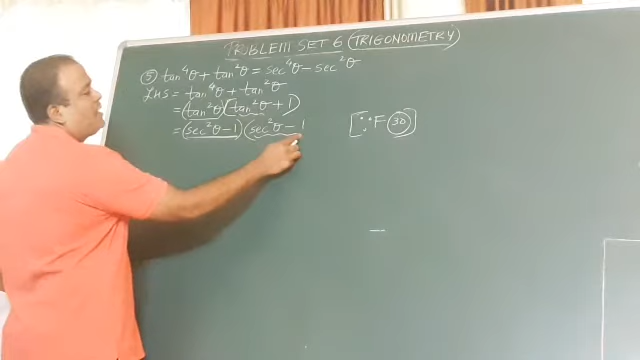 PROBLEM SET 6 (TRIGONOMETRY)
⑤ tan⁴θ + tan²θ = sec⁴θ − sec²θ
LHS = tan⁴θ + tan²θ
= (tan²θ) (tan²θ + 1)
= (sec²θ − 1) (sec²θ − 1 [∵ F 30]